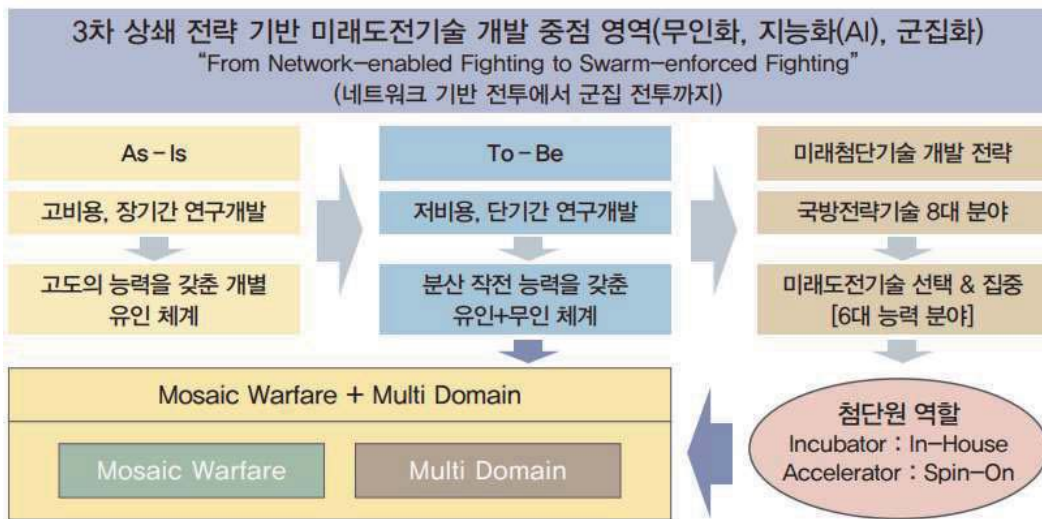 3차 상쇄 전략 기반 미래도전기술 개발 중점 영역(무인화, 지능화(AI), 군집화)
“From Network-enabled Fighting to Swarm-enforced Fighting”
(네트워크 기반 전투에서 군집 전투까지)
As-Is
고비용, 장기간 연구개발
고도의 능력을 갖춘 개별
유인 체계
To-Be
저비용, 단기간 연구개발
분산 작전 능력을 갖춘
유인+무인 체계
미래첨단기술 개발 전략
국방전략기술 8대 분야
미래도전기술 선택 & 집중
[6대 능력 분야]
Mosaic Warfare + Multi Domain
Mosaic Warfare
Multi Domain
첨단원 역할
Incubator : In-House
Accelerator : Spin-On